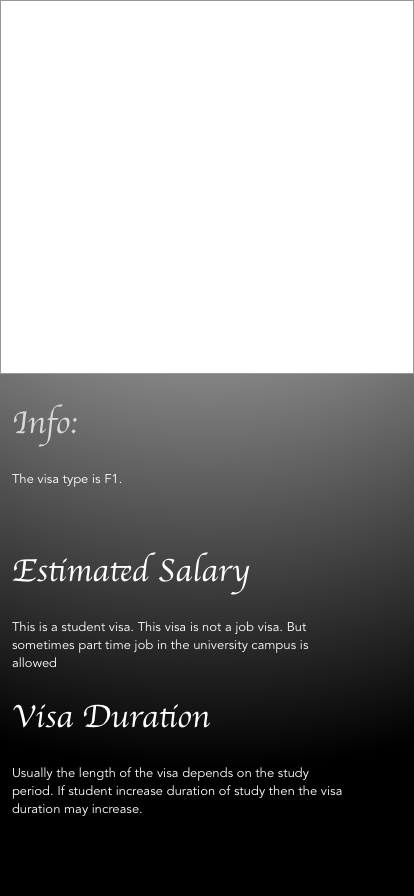 Info:
The visa type is F1.
Estimated Salary
This is a student visa. This visa is not a job visa. But
sometimes part time job in the university campus is
allowed
Visa Duration
Usually the length of the visa depends on the study
period. If student increase duration of study then the visa
duration may increase.